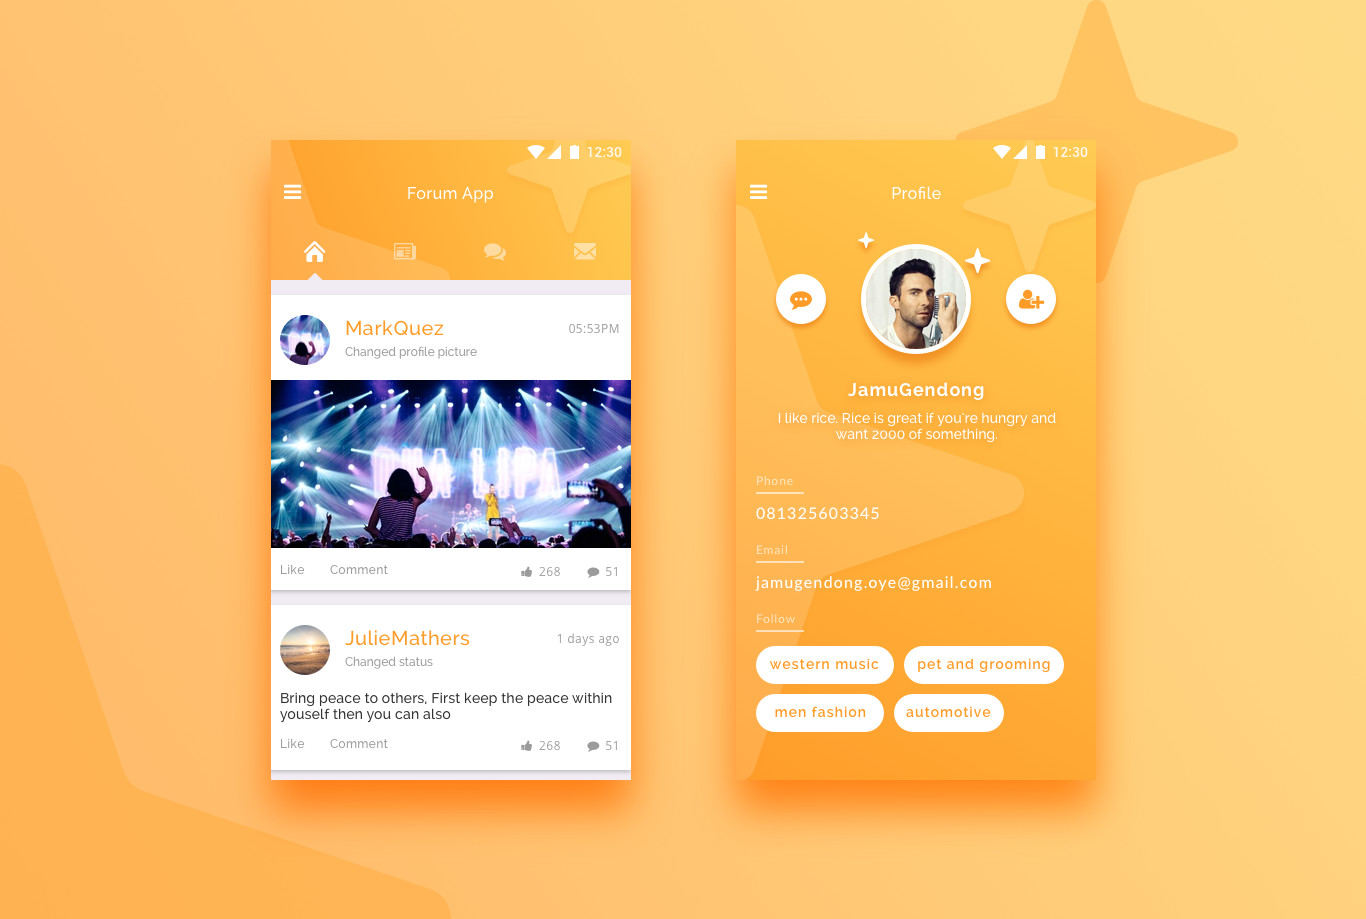 12:30
Forum App
MarkQuez
05:53PM
Changed profile picture
DUA LIPA
Like
Comment
268
51
JulieMathers
1 days ago
Changed status
Bring peace to others, First keep the peace within
youself then you can also
Like
Comment
268
51
12:30
Profile
JamuGendong
I like rice. Rice is great if you're hungry and
want 2000 of something.
Phone
081325603345
Email
jamugendong.oye@gmail.com
Follow
western music
pet and grooming
men fashion
automotive